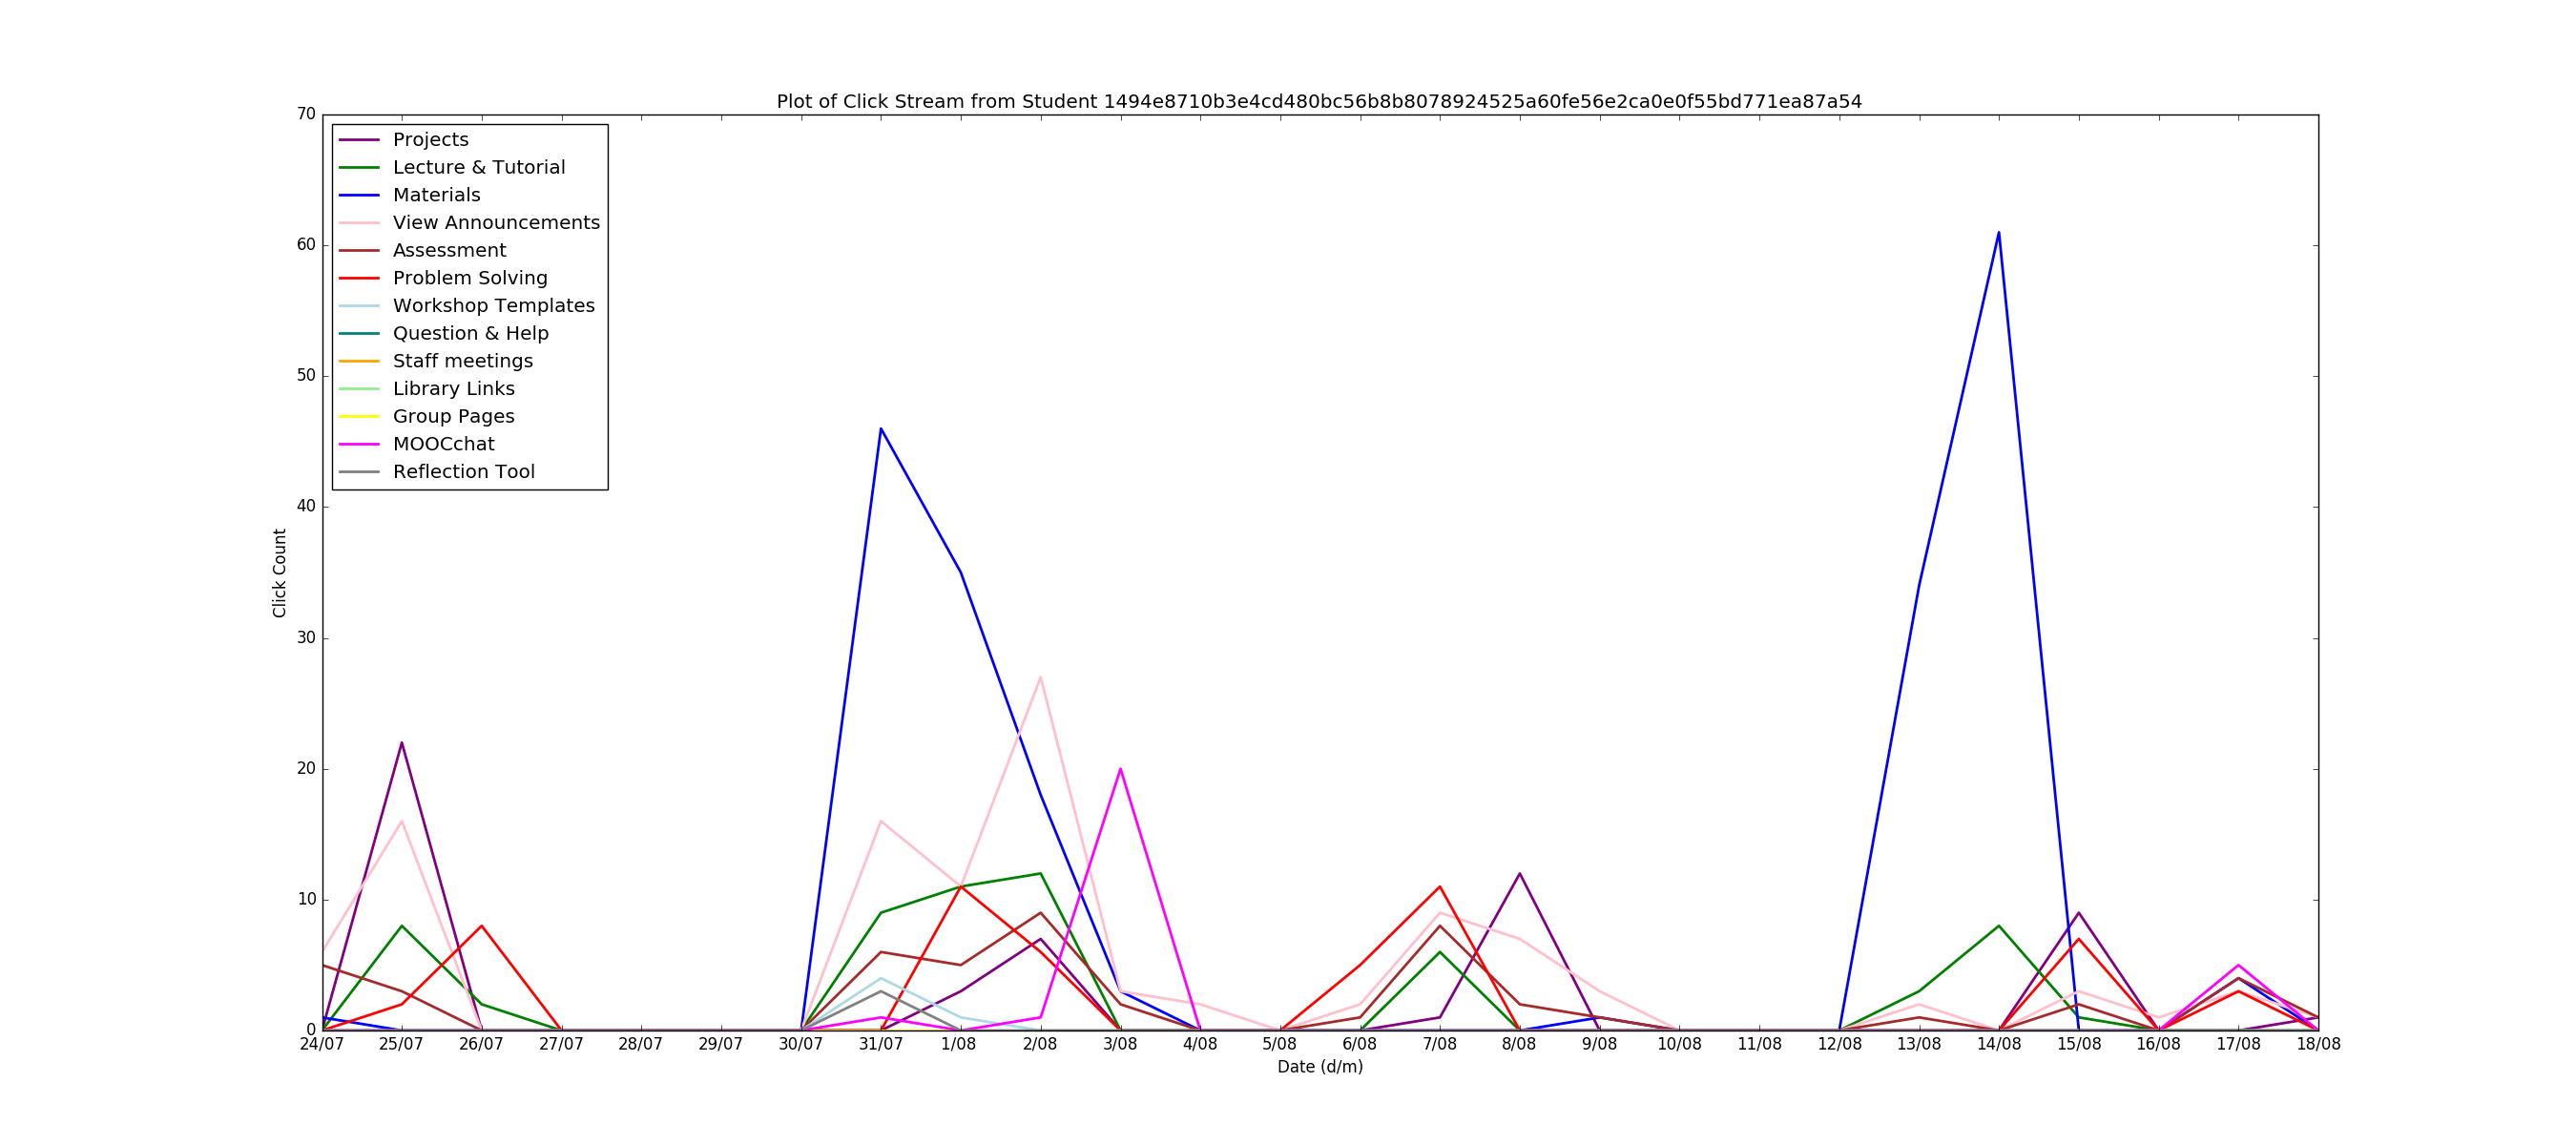 Plot of Click Stream from Student 1494e8710b3e4cd480bc56b8b8078924525a60fe56e2ca0e0f55bd771ea87a54
70
60
50
40
30
20
10
0
Click Count
Projects
Lecture & Tutorial
Materials
View Announcements
Assessment
Problem Solving
Workshop Templates
Question & Help
Staff meetings
Library Links
Group Pages
MOOCchat
Reflection Tool
24/07 25/07 26/07 27/07 28/07 29/07 30/07 31/07 1/08 2/08 3/08 4/08 5/08 6/08 7/08 8/08 9/08 10/08 11/08 12/08 13/08 14/08 15/08 16/08 17/08 18/08
Date (d/m)